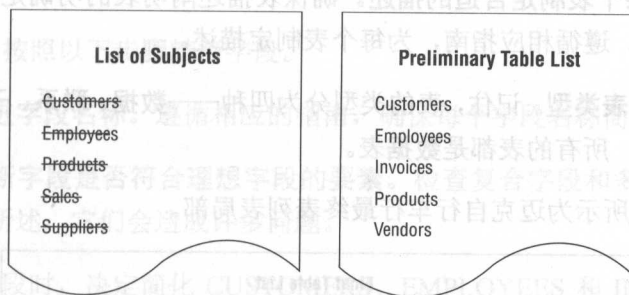 List of Subjects
Customers
Employees
Products
Sales
Suppliers
Preliminary Table List
Customers
Employees
Invoices
Products
Vendors